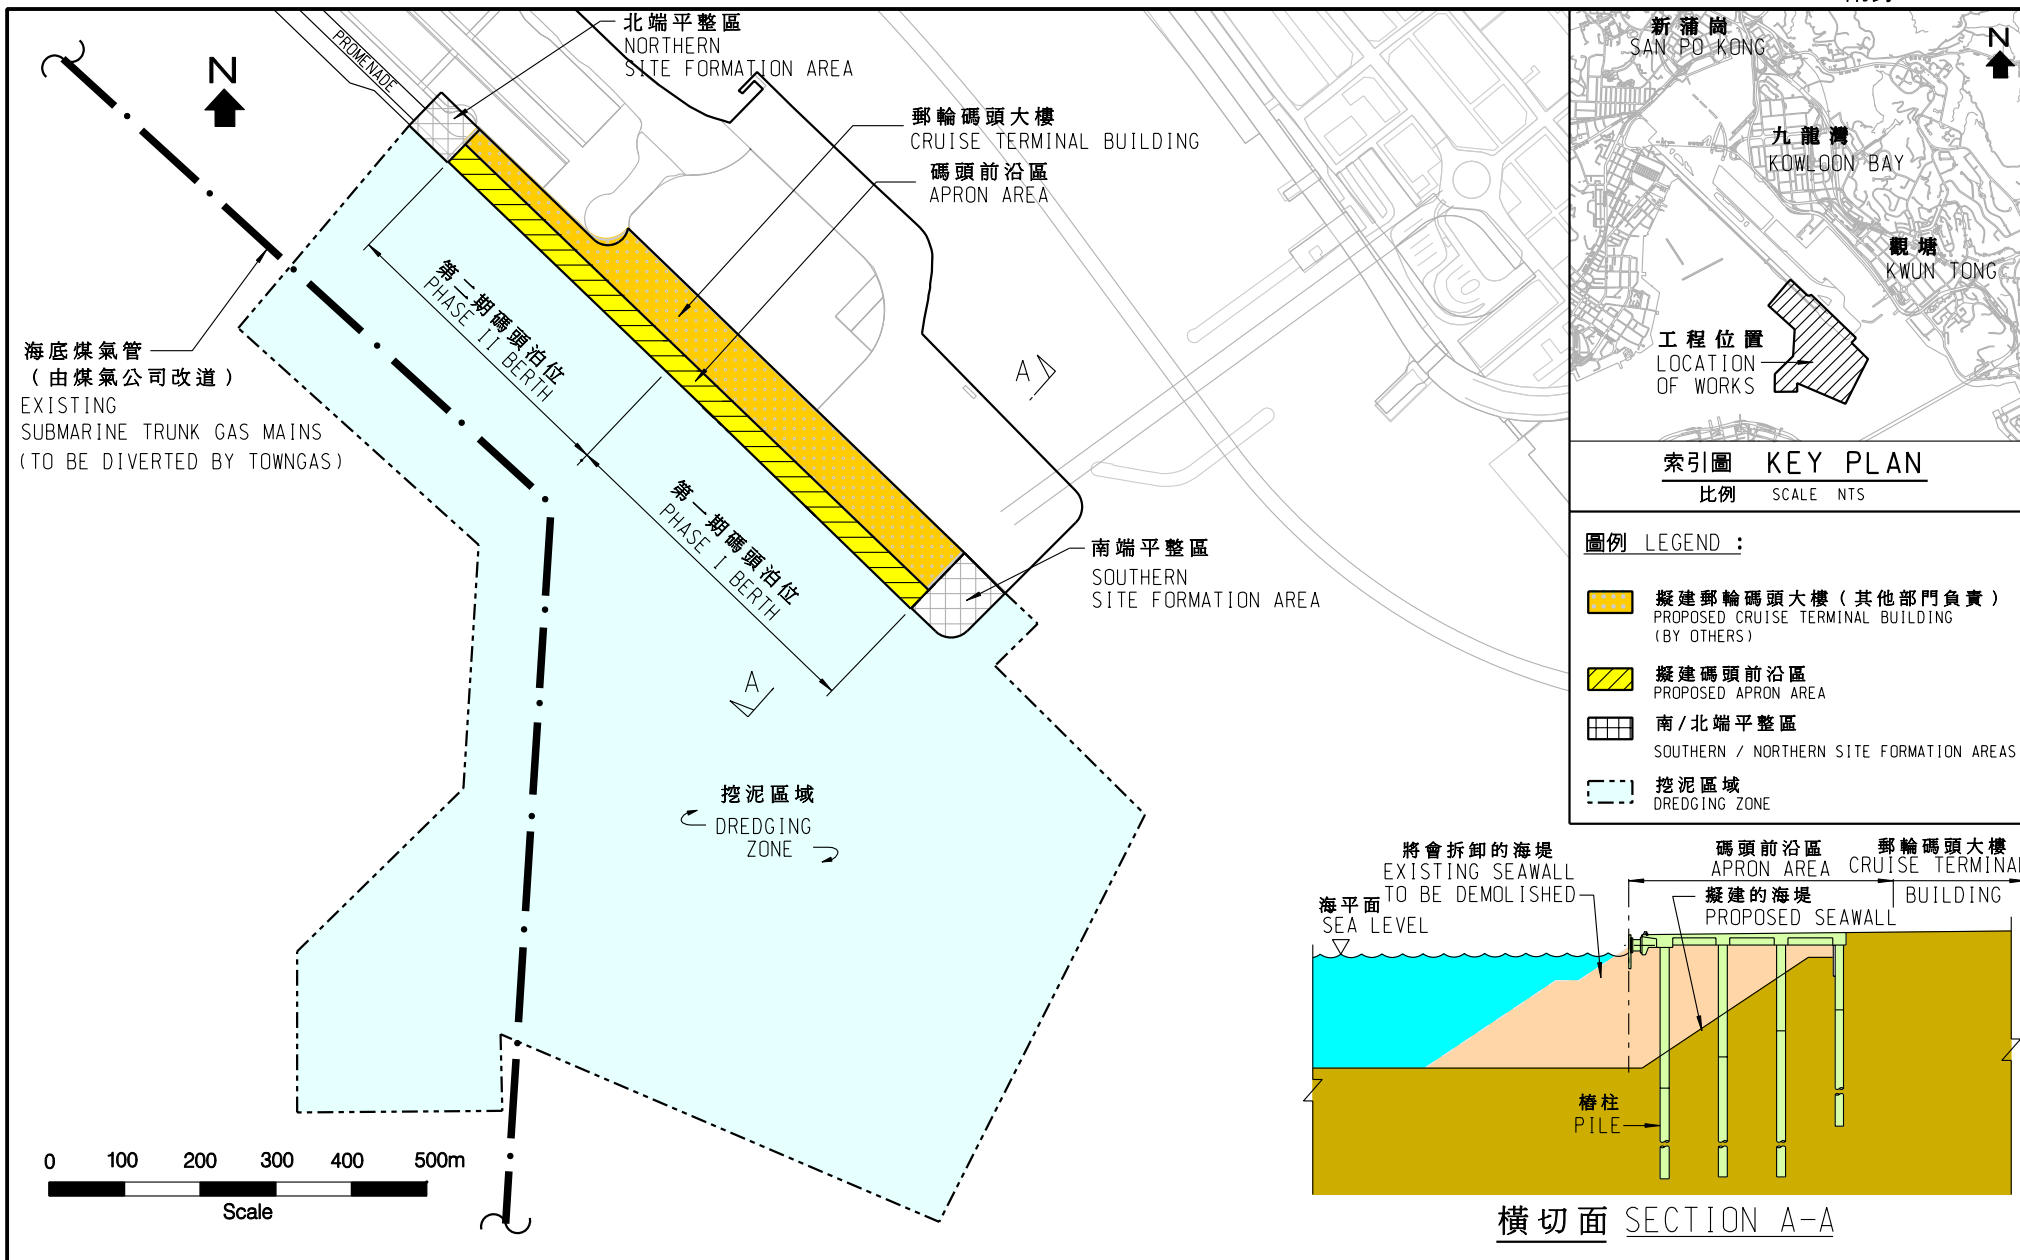 北端平整區
NORTHERN
SITE FORMATION AREA
PROMENADE
N
郵輪碼頭大樓
CRUISE TERMINAL BUILDING
碼頭前沿區
APRON AREA
第二期碼頭泊位
PHASE II BERTH
海底煤氣管
(由煤氣公司改道)
EXISTING
SUBMARINE TRUNK GAS MAINS
(TO BE DIVERTED BY TOWNGAS)
A
第一期碼頭泊位
PHASE I BERTH
南端平整區
SOUTHERN
SITE FORMATION AREA
A
挖泥區域
DREDGING
ZONE
0 100 200 300 400 500m
Scale
新蒲崗
SAN PO KONG
N
九龍灣
KOWLOON BAY
觀塘
KWUN TONG
工程位置
LOCATION
OF WORKS
索引圖 KEY PLAN
比例 SCALE NTS
圖例 LEGEND :
擬建郵輪碼頭大樓(其他部門負責)
PROPOSED CRUISE TERMINAL BUILDING
(BY OTHERS)
擬建碼頭前沿區
PROPOSED APRON AREA
南/北端平整區
SOUTHERN / NORTHERN SITE FORMATION AREAS
挖泥區域
DREDGING ZONE
將會拆卸的海堤
EXISTING SEAWALL
TO BE DEMOLISHED
碼頭前沿區
APRON AREA
郵輪碼頭大樓
CRUISE TERMINAL
BUILDING
擬建的海堤
PROPOSED SEAWALL
海平面
SEA LEVEL
樁柱
PILE
橫切面 SECTION A-A